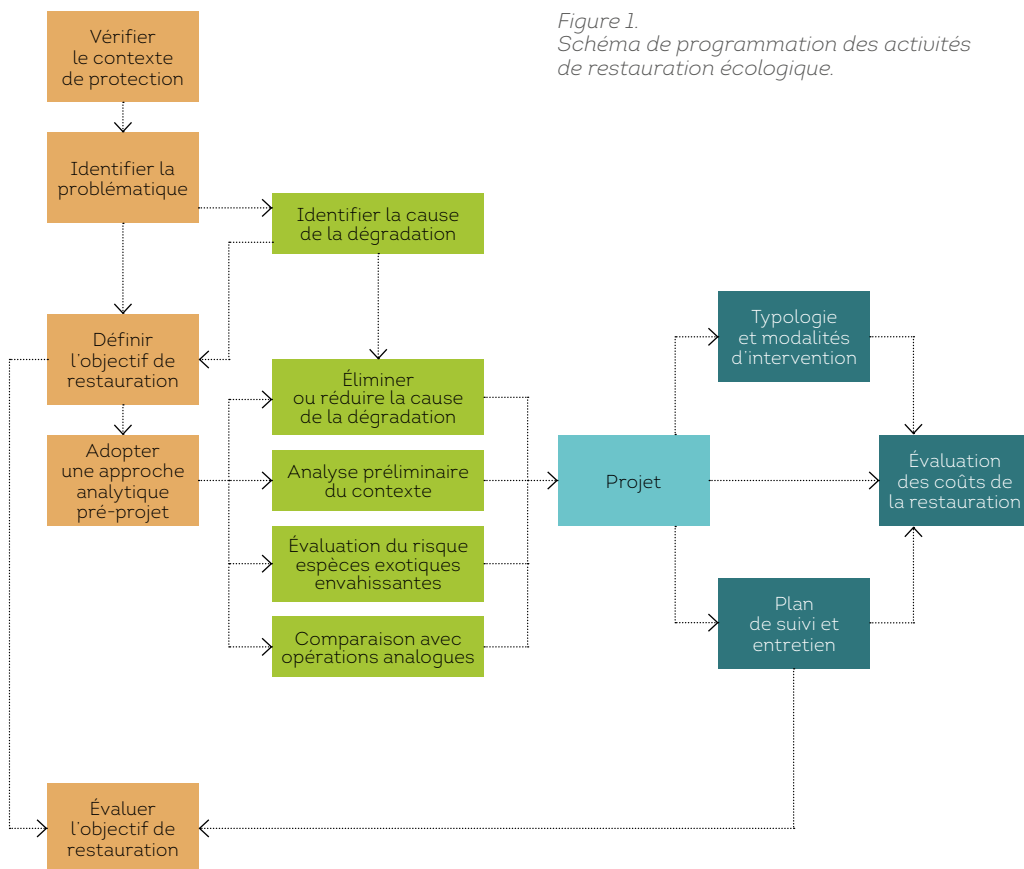 Figure 1.
Schéma de programmation des activités
de restauration écologique.
Vérifier
le contexte
de protection
Identifier la
problématique
Identifier la cause
de la dégradation
Définir
l'objectif de
restauration
Éliminer
ou réduire la cause
de la dégradation
Adopter
une approche
analytique
pré-projet
Analyse préliminaire
du contexte
Évaluation du risque
espèces exotiques
envahissantes
Comparaison avec
opérations analogues
Projet
Typologie
et modalités
d'intervention
Évaluation
des coûts de
la restauration
Plan
de suivi et
entretien
Évaluer
l'objectif de
restauration